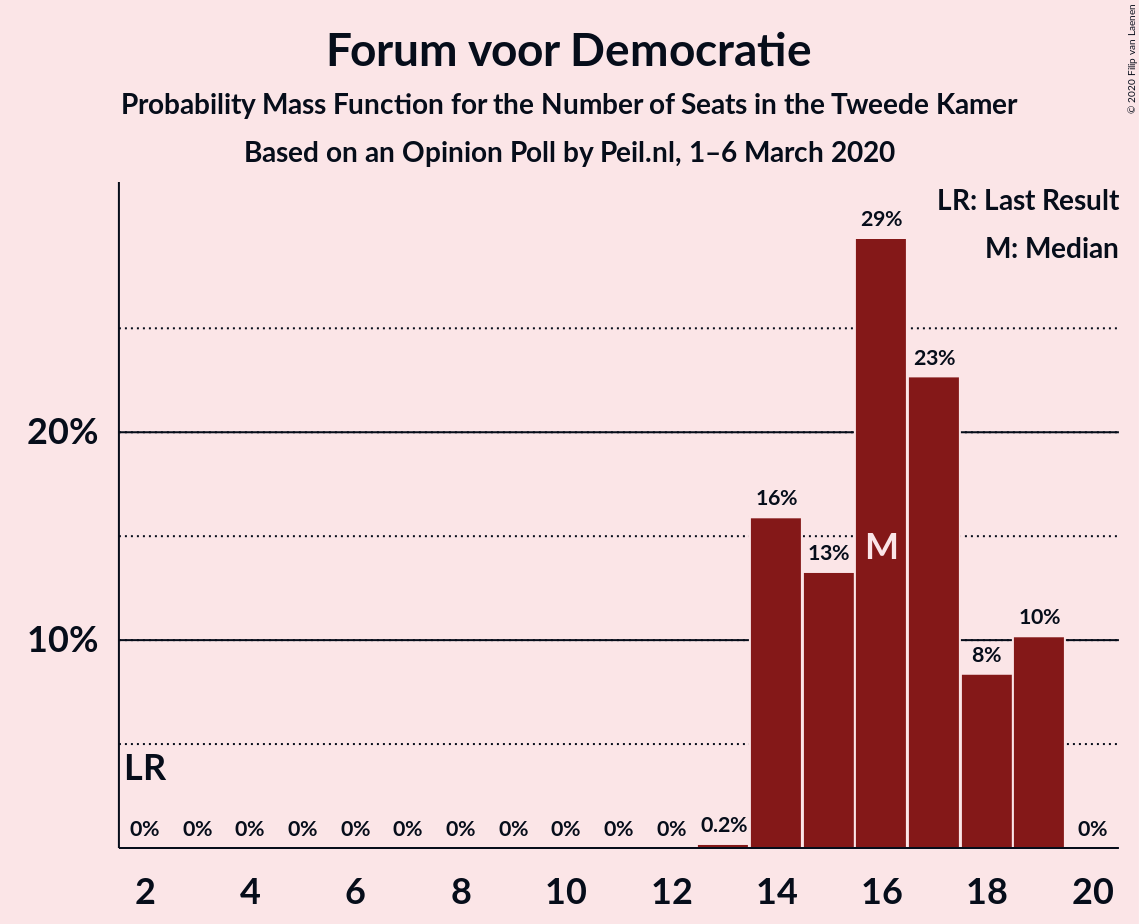 © 2020 Filip van Laenen
Forum voor Democratie
Probability Mass Function for the Number of Seats in the Tweede Kamer
Based on an Opinion Poll by Peil.nl, 1–6 March 2020
LR: Last Result
M: Median
29%
23%
20%
16%
13%
M
10%
10%
8%
LR
0% 0% 0% 0% 0% 0% 0% 0% 0% 0% 0% 0.2% 0%
2 4 6 8 10 12 14 16 18 20